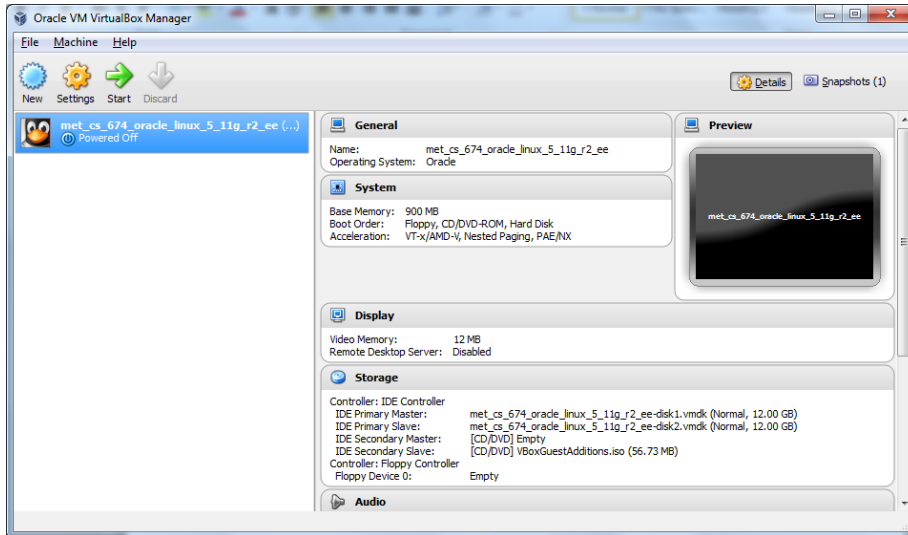 Oracle VM VirtualBox Manager
File Machine Help
New Settings Start Discard
Details Snapshots (1)
met_cs_674_oracle_linux_5_11g_r2_ee (...)
Powered Off
General
Name: met_cs_674_oracle_linux_5_11g_r2_ee
Operating System: Oracle
System
Base Memory: 900 MB
Boot Order: Floppy, CD/DVD-ROM, Hard Disk
Acceleration: VT-x/AMD-V, Nested Paging, PAE/NX
Preview
met_cs_674_oracle_linux_5_11g_r2_ee
Display
Video Memory: 12 MB
Remote Desktop Server: Disabled
Storage
Controller: IDE Controller
IDE Primary Master: met_cs_674_oracle_linux_5_11g_r2_ee-disk1.vmdk (Normal, 12.00 GB)
IDE Primary Slave: met_cs_674_oracle_linux_5_11g_r2_ee-disk2.vmdk (Normal, 12.00 GB)
IDE Secondary Master: [CD/DVD] Empty
IDE Secondary Slave: [CD/DVD] VBoxGuestAdditions.iso (56.73 MB)
Controller: Floppy Controller
Floppy Device 0: Empty
Audio